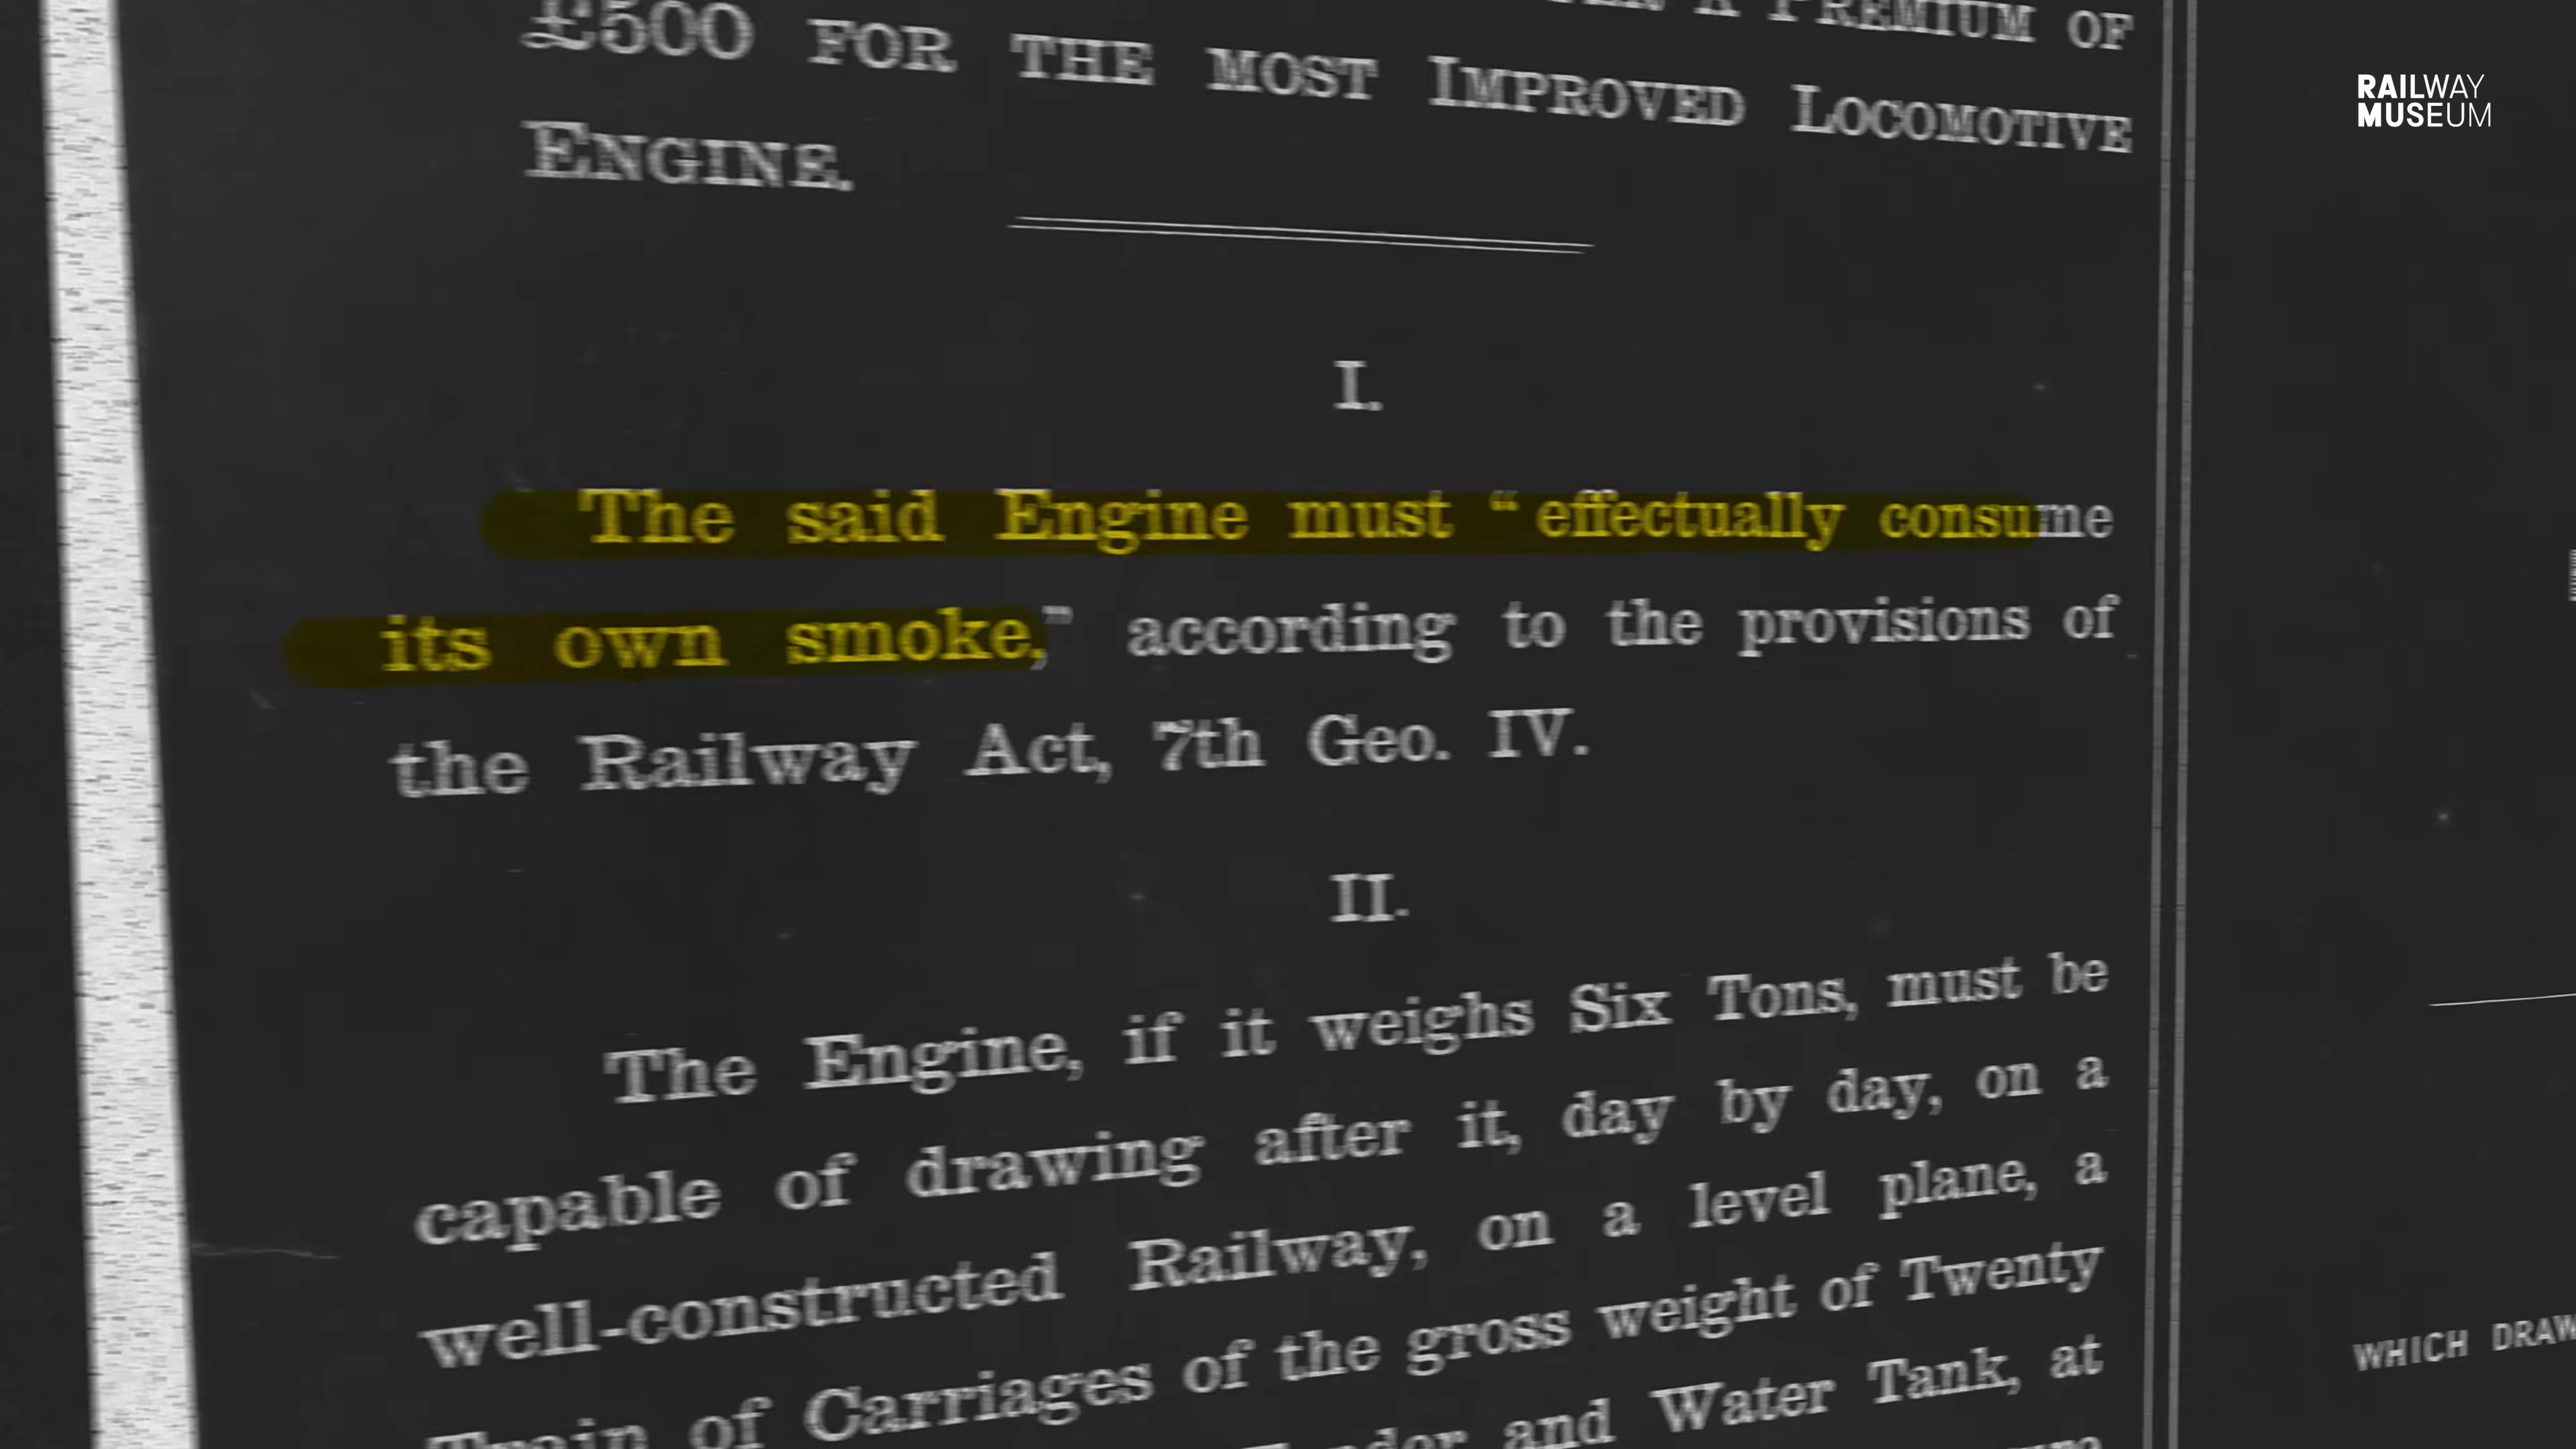 A PREMIUM OF
£500 FOR THE MOST IMPROVED LOCOMOTIVE
ENGINE.
RAILWAY
MUSEUM
I.
The said Engine must “ effectually consume
its own smoke,” according to the provisions of
the Railway Act, 7th Geo. IV.
II.
The Engine, if it weighs Six Tons, must be
capable of drawing after it, day by day, on a
well-constructed Railway, on a level plane, a
Train of Carriages of the gross weight of Twenty
and Water Tank, at
WHICH DRAW